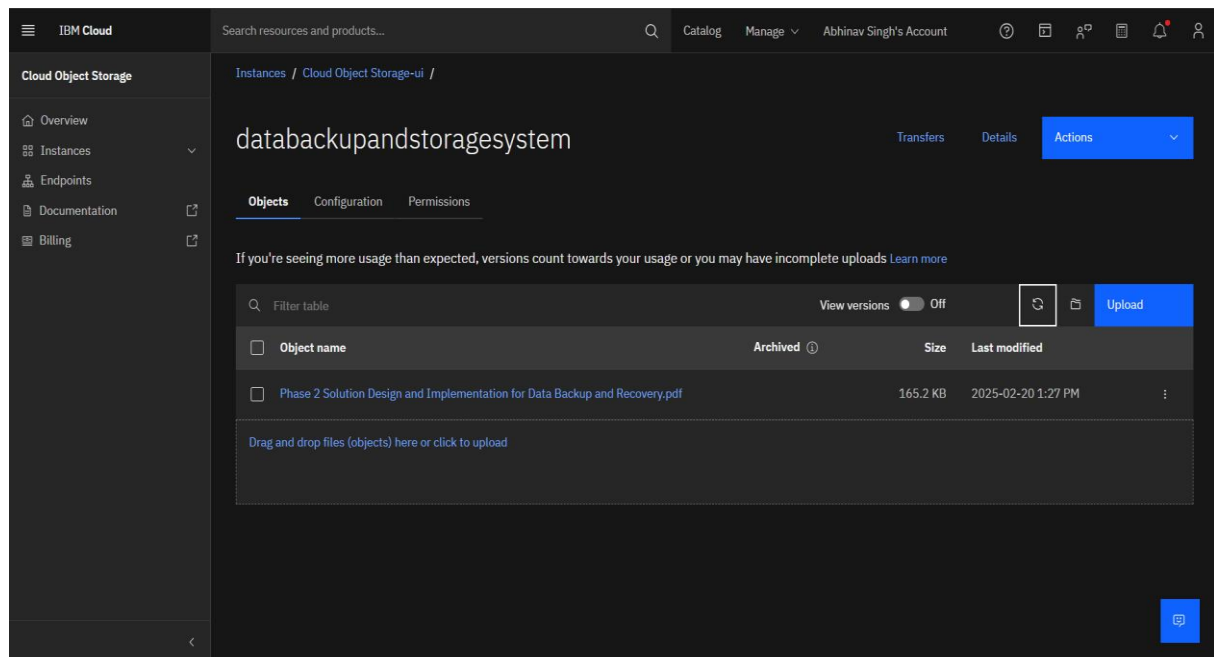 IBM Cloud
Search resources and products...
Catalog
Manage
Abhinav Singh's Account
Cloud Object Storage
Overview
Instances
Endpoints
Documentation
Billing
Instances / Cloud Object Storage-ui /
databackupandstoragesystem
Transfers
Details
Actions
Objects
Configuration
Permissions
If you're seeing more usage than expected, versions count towards your usage or you may have incomplete uploads Learn more
Filter table
View versions
Off
Upload
Object name
Archived
Size
Last modified
Phase 2 Solution Design and Implementation for Data Backup and Recovery.pdf
165.2 KB
2025-02-20 1:27 PM
Drag and drop files (objects) here or click to upload